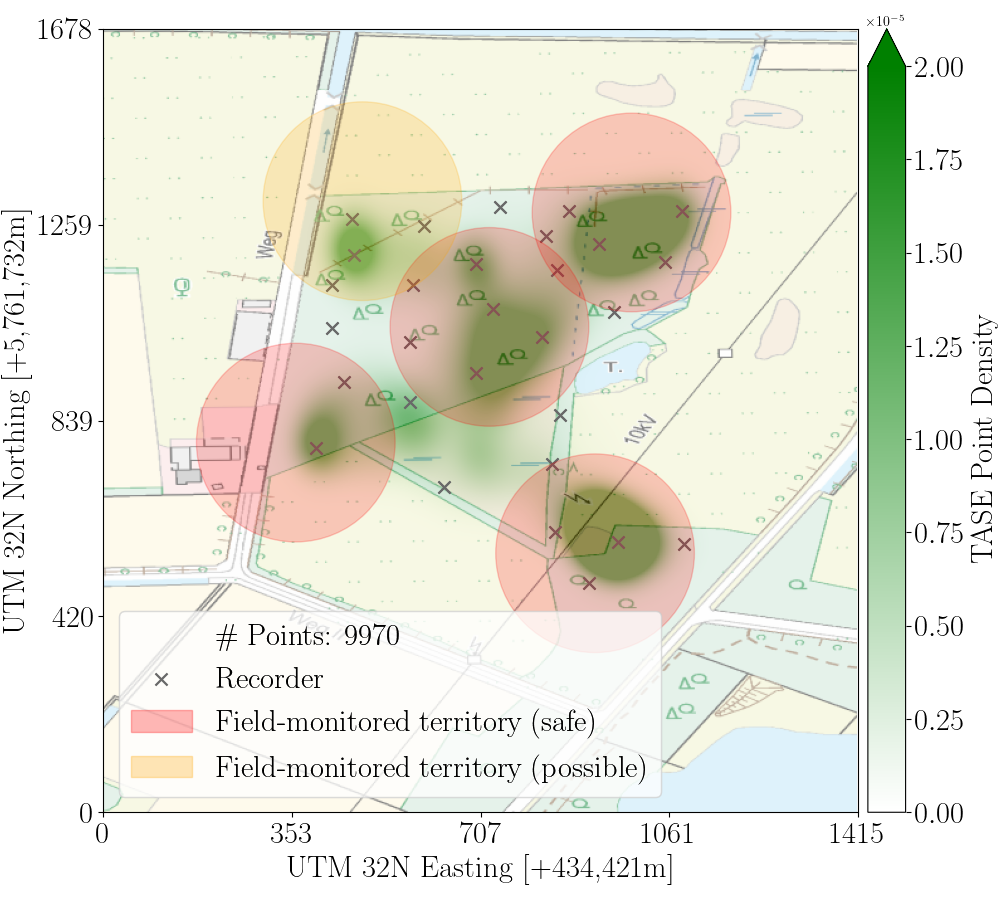 ×10⁻⁵
1678
1259
839
420
0
0
353
707
1061
1415
UTM 32N Easting [+434,421m]
UTM 32N Northing [+5,761,732m]
2.00
1.75
1.50
1.25
1.00
0.75
0.50
0.25
0.00
TASE Point Density
Weg
T.
10kV
# Points: 9970
Recorder
Field-monitored territory (safe)
Field-monitored territory (possible)